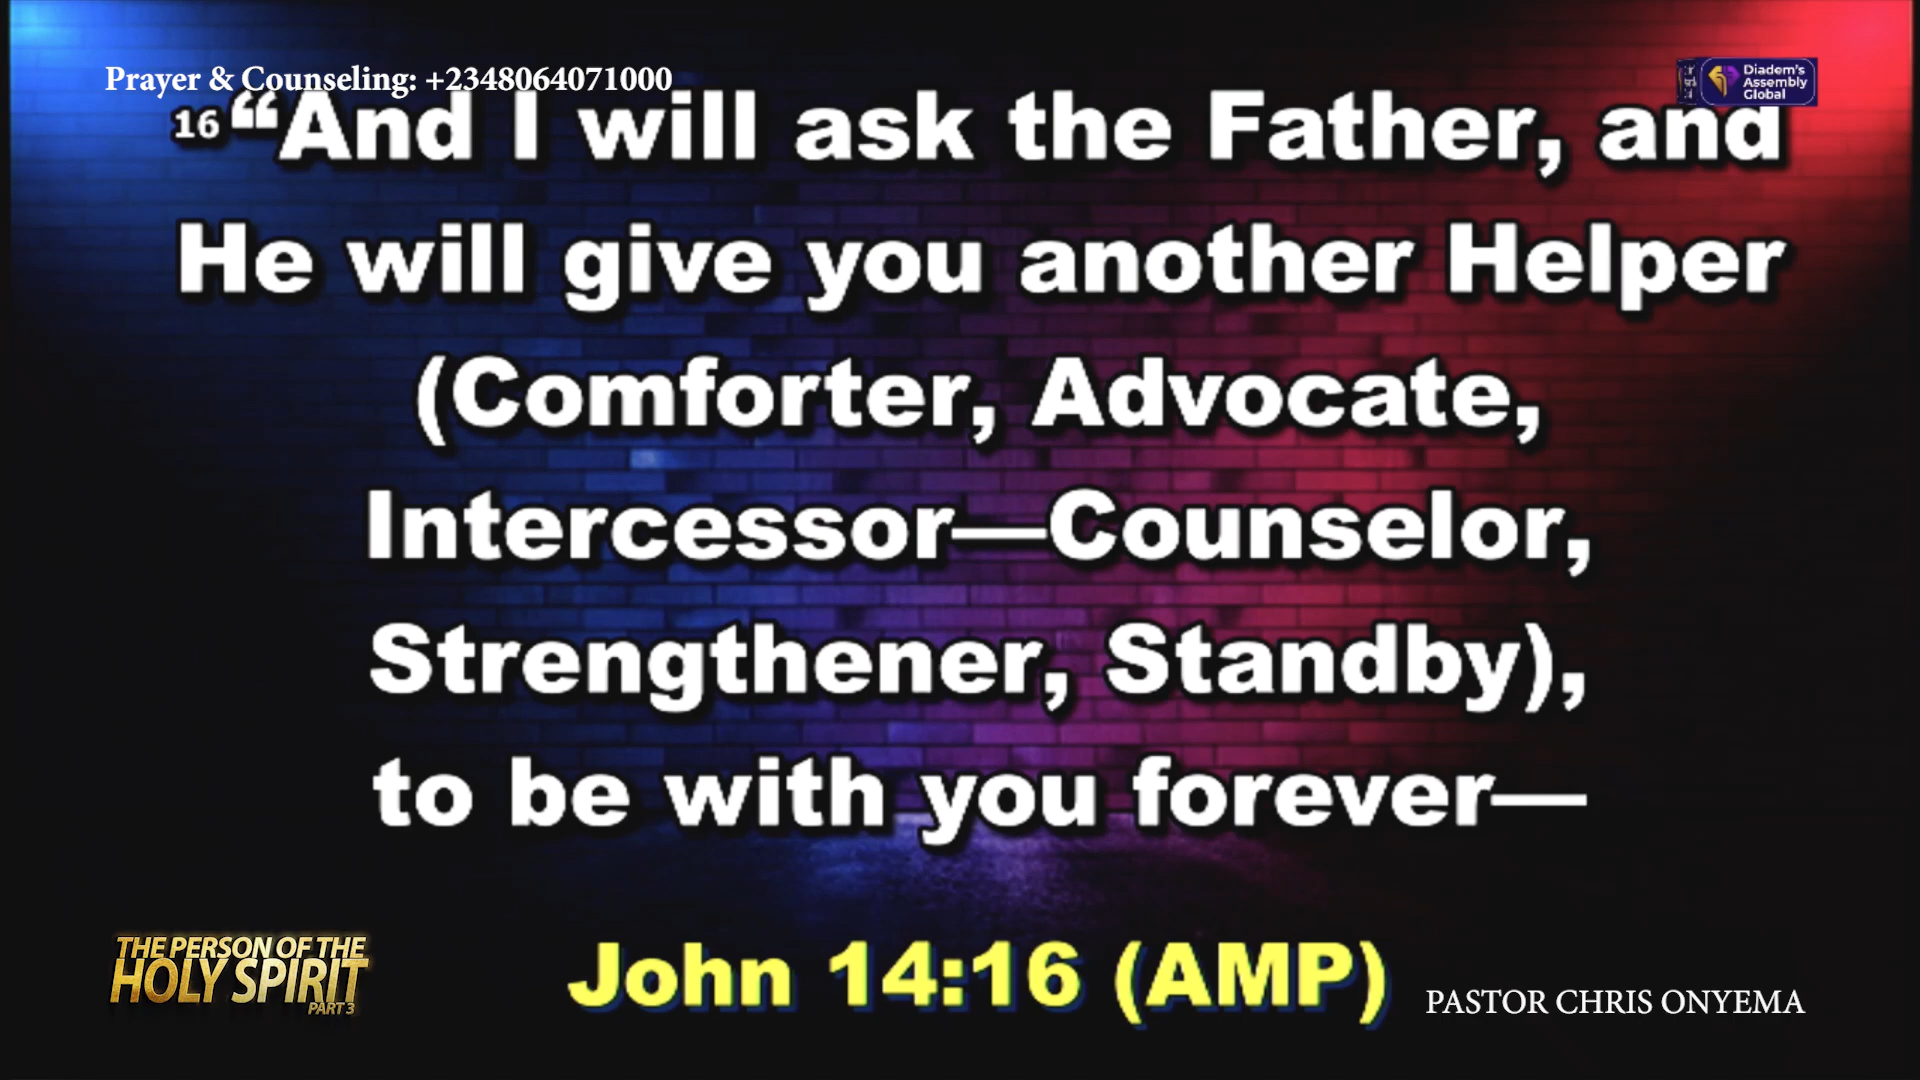 Prayer & Counseling: +2348064071000
Diadem's
Assembly
Global
16 “And I will ask the Father, and
He will give you another Helper
(Comforter, Advocate,
Intercessor—Counselor,
Strengthener, Standby),
to be with you forever—
THE PERSON OF THE
HOLY SPIRIT
PART 3
John 14:16 (AMP)
PASTOR CHRIS ONYEMA